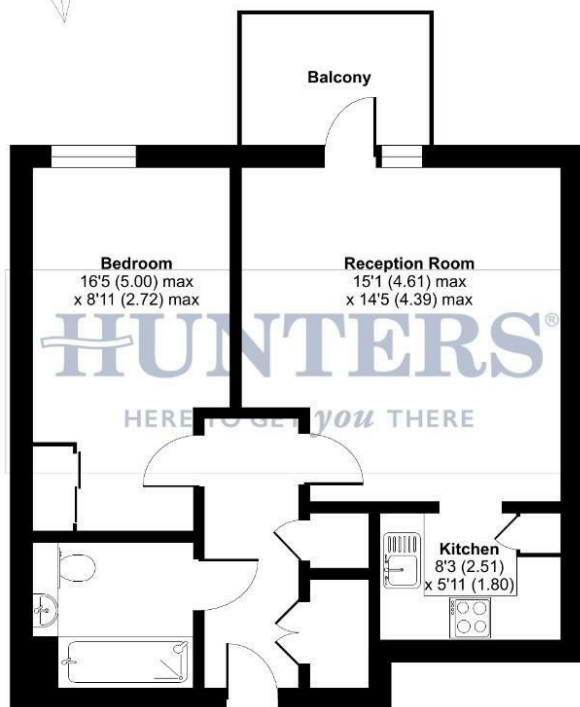 Balcony
Bedroom
16'5 (5.00) max
x 8'11 (2.72) max
Reception Room
15'1 (4.61) max
x 14'5 (4.39) max
HUNTERS®
HERE TO GET you THERE
Kitchen
8'3 (2.51)
x 5'11 (1.80)